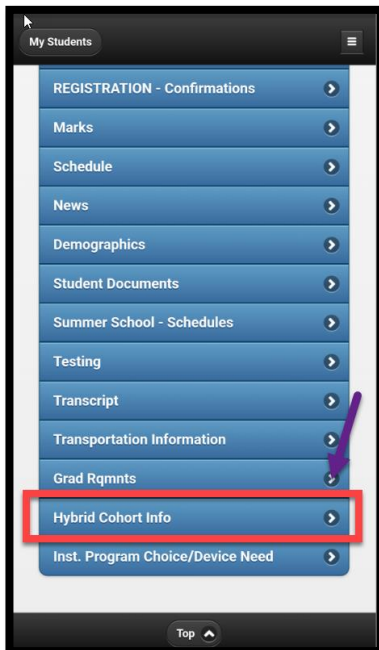 My Students
REGISTRATION - Confirmations
Marks
Schedule
News
Demographics
Student Documents
Summer School - Schedules
Testing
Transcript
Transportation Information
Grad Rqmnts
Hybrid Cohort Info
Inst. Program Choice/Device Need
Top